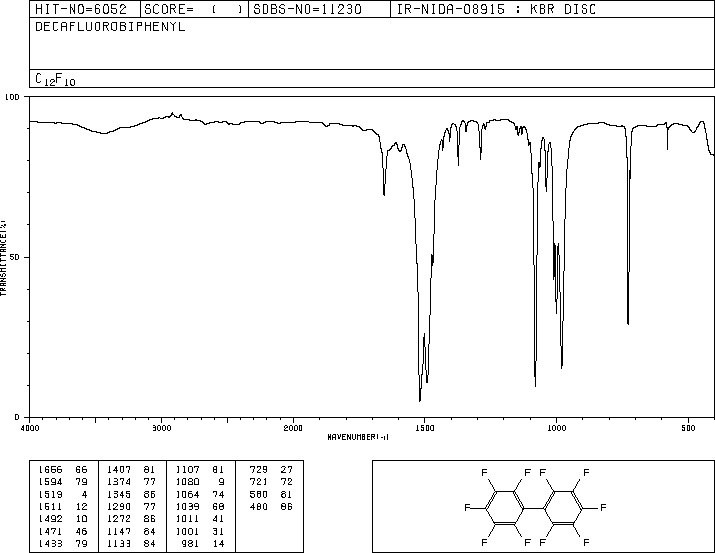 HIT-NO=6052 SCORE= ( ) SDBS-NO=11230 IR-NIDA-08915 : KBR DISC
DECAFLUOROBIPHENYL
C12F10
100
50
0
TRANSMITTANCE(%)
4000 3000 2000 1500 1000 500
WAVENUMBER(-1)
1656 66 1407 81 1107 81 729 27
1594 79 1374 77 1080 9 721 72
1519 4 1345 86 1064 74 580 81
1511 12 1290 77 1039 68 480 86
1492 10 1272 86 1011 41
1471 46 1147 84 1001 31
1433 79 1133 84 981 14
F F F F
F F
F F F F